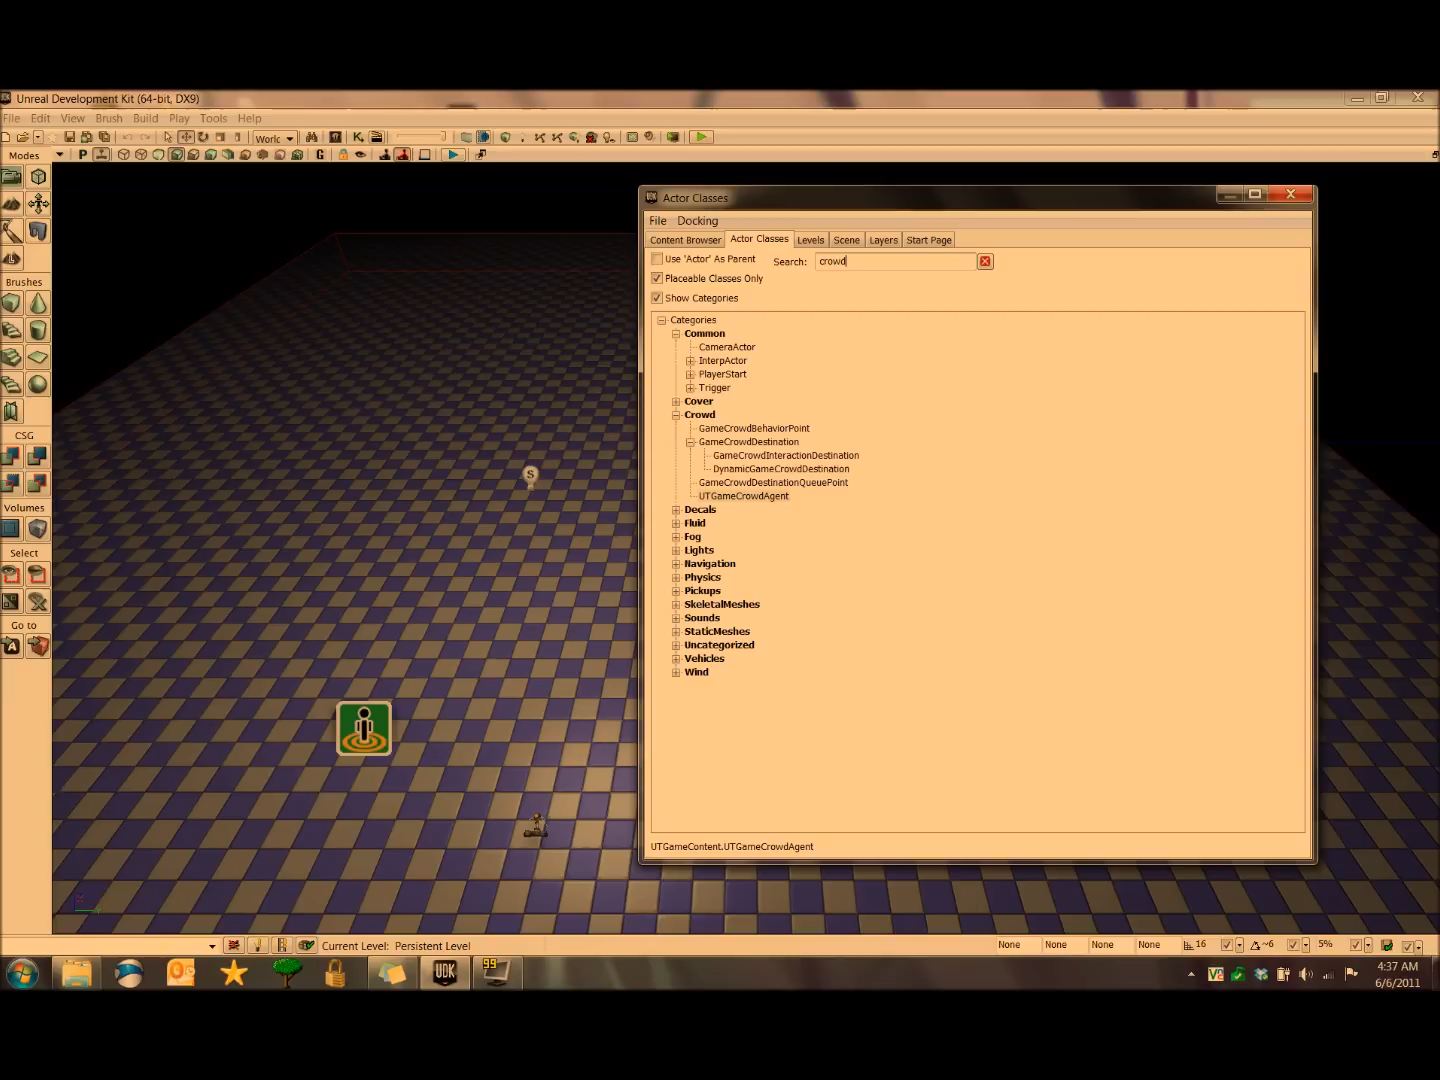 Unreal Development Kit (64-bit, DX9)
File Edit View Brush Build Play Tools Help
World
Modes
P
G
Brushes
CSG
Volumes
Select
Go to
A
S
Actor Classes
File Docking
Content Browser Actor Classes Levels Scene Layers Start Page
Use 'Actor' As Parent Search: crowd
Placeable Classes Only
Show Categories
Categories
Common
CameraActor
InterpActor
PlayerStart
Trigger
Cover
Crowd
GameCrowdBehaviorPoint
GameCrowdDestination
GameCrowdInteractionDestination
DynamicGameCrowdDestination
GameCrowdDestinationQueuePoint
UTGameCrowdAgent
Decals
Fluid
Fog
Lights
Navigation
Physics
Pickups
SkeletalMeshes
Sounds
StaticMeshes
Uncategorized
Vehicles
Wind
UTGameContent.UTGameCrowdAgent
Current Level: Persistent Level None None None None 16 ~6 5%
UDK 99 4:37 AM
6/6/2011